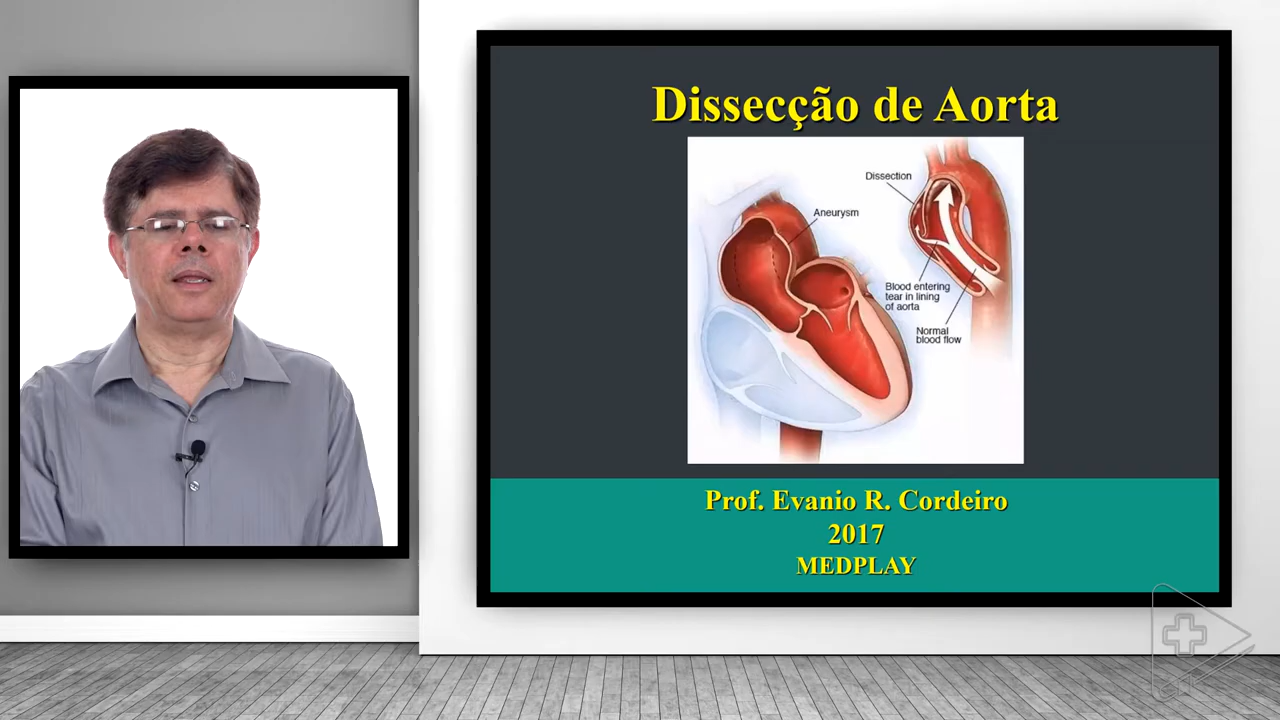 Dissecção de Aorta
Dissection
Aneurysm
Blood entering
tear in lining
of aorta
Normal
blood flow
Prof. Evanio R. Cordeiro
2017
MEDPLAY